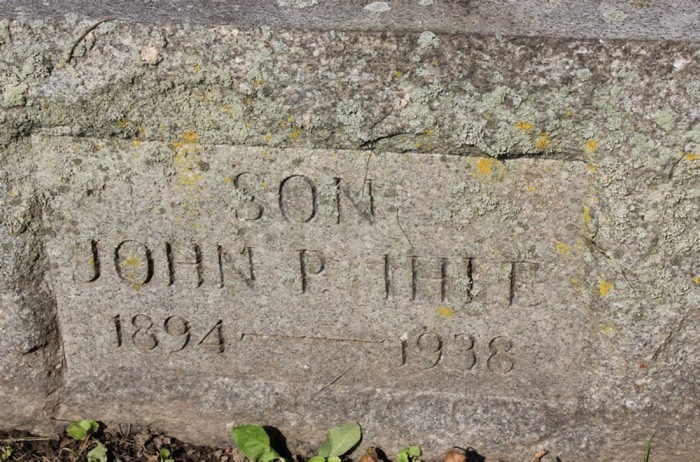 SON
JOHN P. IHLE
1894 — 1938